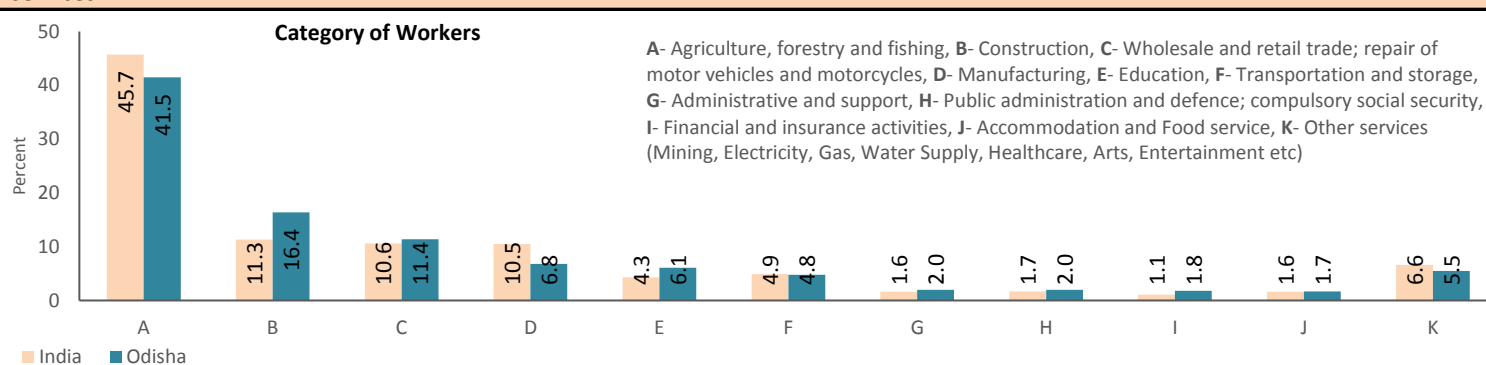 Category of Workers
A- Agriculture, forestry and fishing, B- Construction, C- Wholesale and retail trade; repair of
motor vehicles and motorcycles, D- Manufacturing, E- Education, F- Transportation and storage,
G- Administrative and support, H- Public administration and defence; compulsory social security,
I- Financial and insurance activities, J- Accommodation and Food service, K- Other services
(Mining, Electricity, Gas, Water Supply, Healthcare, Arts, Entertainment etc)
Percent
50
40
30
20
10
0
45.7 41.5
11.3 16.4
10.6 11.4
10.5 6.8
4.3 6.1
4.9 4.8
1.6 2.0
1.7 2.0
1.1 1.8
1.6 1.7
6.6 5.5
A B C D E F G H I J K
India Odisha